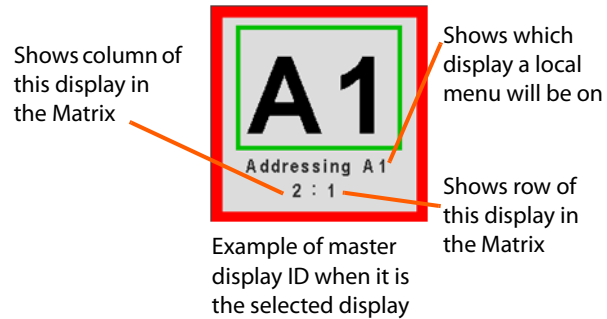 Shows column of
this display in
the Matrix
A1
Addressing A1
2 : 1
Shows which
display a local
menu will be on
Shows row of
this display in
the Matrix
Example of master
display ID when it is
the selected display